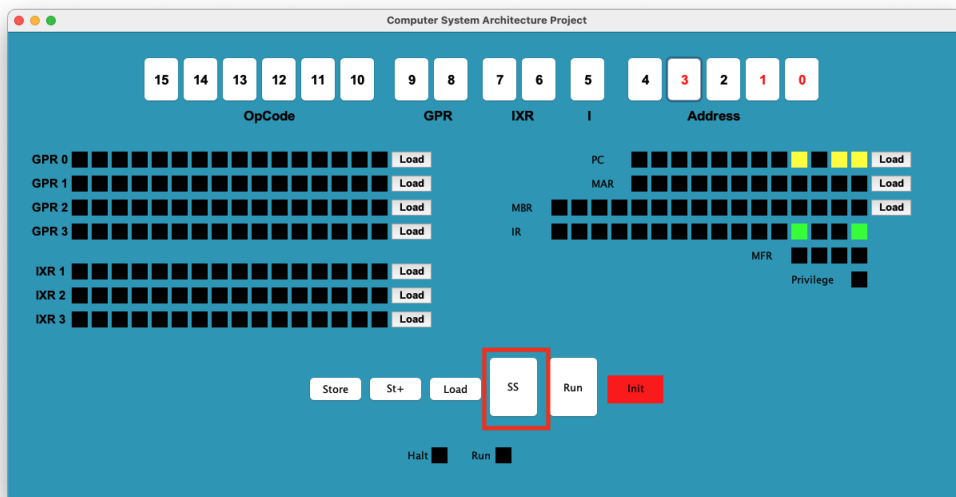 Computer System Architecture Project
15 14 13 12 11 10 9 8 7 6 5 4 3 2 1 0
OpCode GPR IXR I Address
GPR 0 Load PC Load
GPR 1 Load MAR Load
GPR 2 Load MBR Load
GPR 3 Load IR
MFR
IXR 1 Load Privilege
IXR 2 Load
IXR 3 Load
Store St+ Load SS Run Init
Halt Run